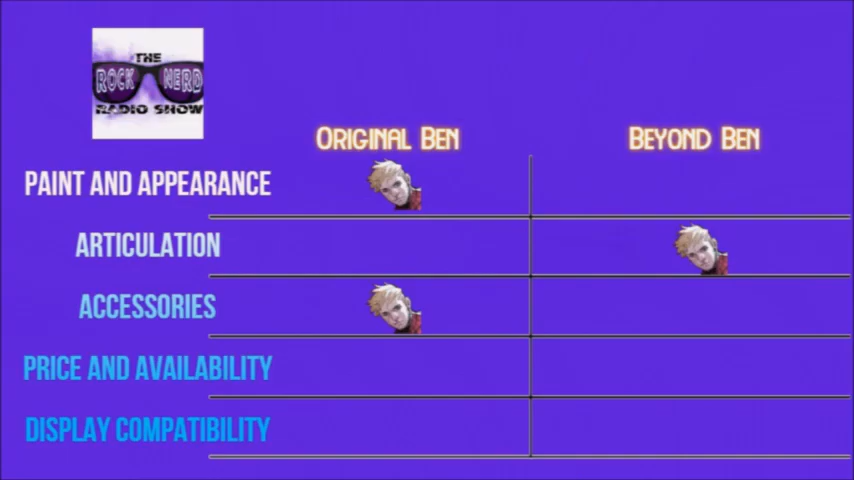 THE
ROCK NERD
RADIO SHOW
ORIGINAL BEN
BEYOND BEN
PAINT AND APPEARANCE
ARTICULATION
ACCESSORIES
PRICE AND AVAILABILITY
DISPLAY COMPATIBILITY